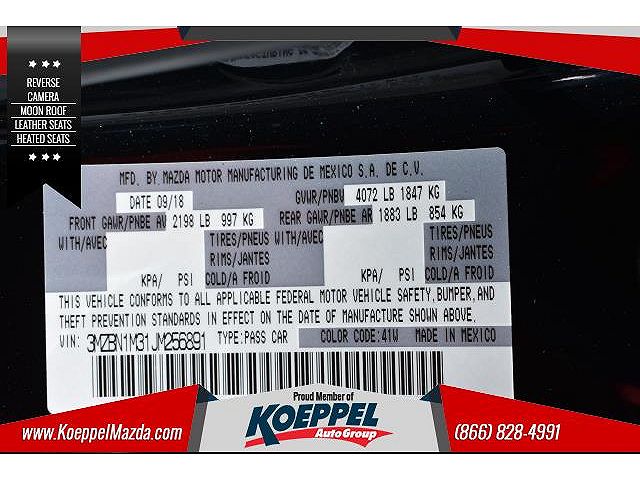 ★ ★ ★
REVERSE
CAMERA
MOON ROOF
LEATHER SEATS
HEATED SEATS
★ ★ ★
MFD. BY MAZDA MOTOR MANUFACTURING DE MEXICO S.A. DE C.V.
DATE 09/18 GVWR/PNBV 4072 LB 1847 KG
FRONT GAWR/PNBE AV 2198 LB 997 KG REAR GAWR/PNBE AR 1883 LB 854 KG
WITH/AVEC TIRES/PNEUS WITH/AVEC TIRES/PNEUS
RIMS/JANTES RIMS/JANTES
KPA/ PSI COLD/A FROID KPA/ PSI COLD/A FROID
THIS VEHICLE CONFORMS TO ALL APPLICABLE FEDERAL MOTOR VEHICLE SAFETY, BUMPER, AND
THEFT PREVENTION STANDARDS IN EFFECT ON THE DATE OF MANUFACTURE SHOWN ABOVE.
VIN: 3MZBN1M31JM256891 TYPE:PASS CAR COLOR CODE:41W MADE IN MEXICO
Proud Member of
KOEPPEL
Auto Group
www.KoeppelMazda.com
(866) 828-4991